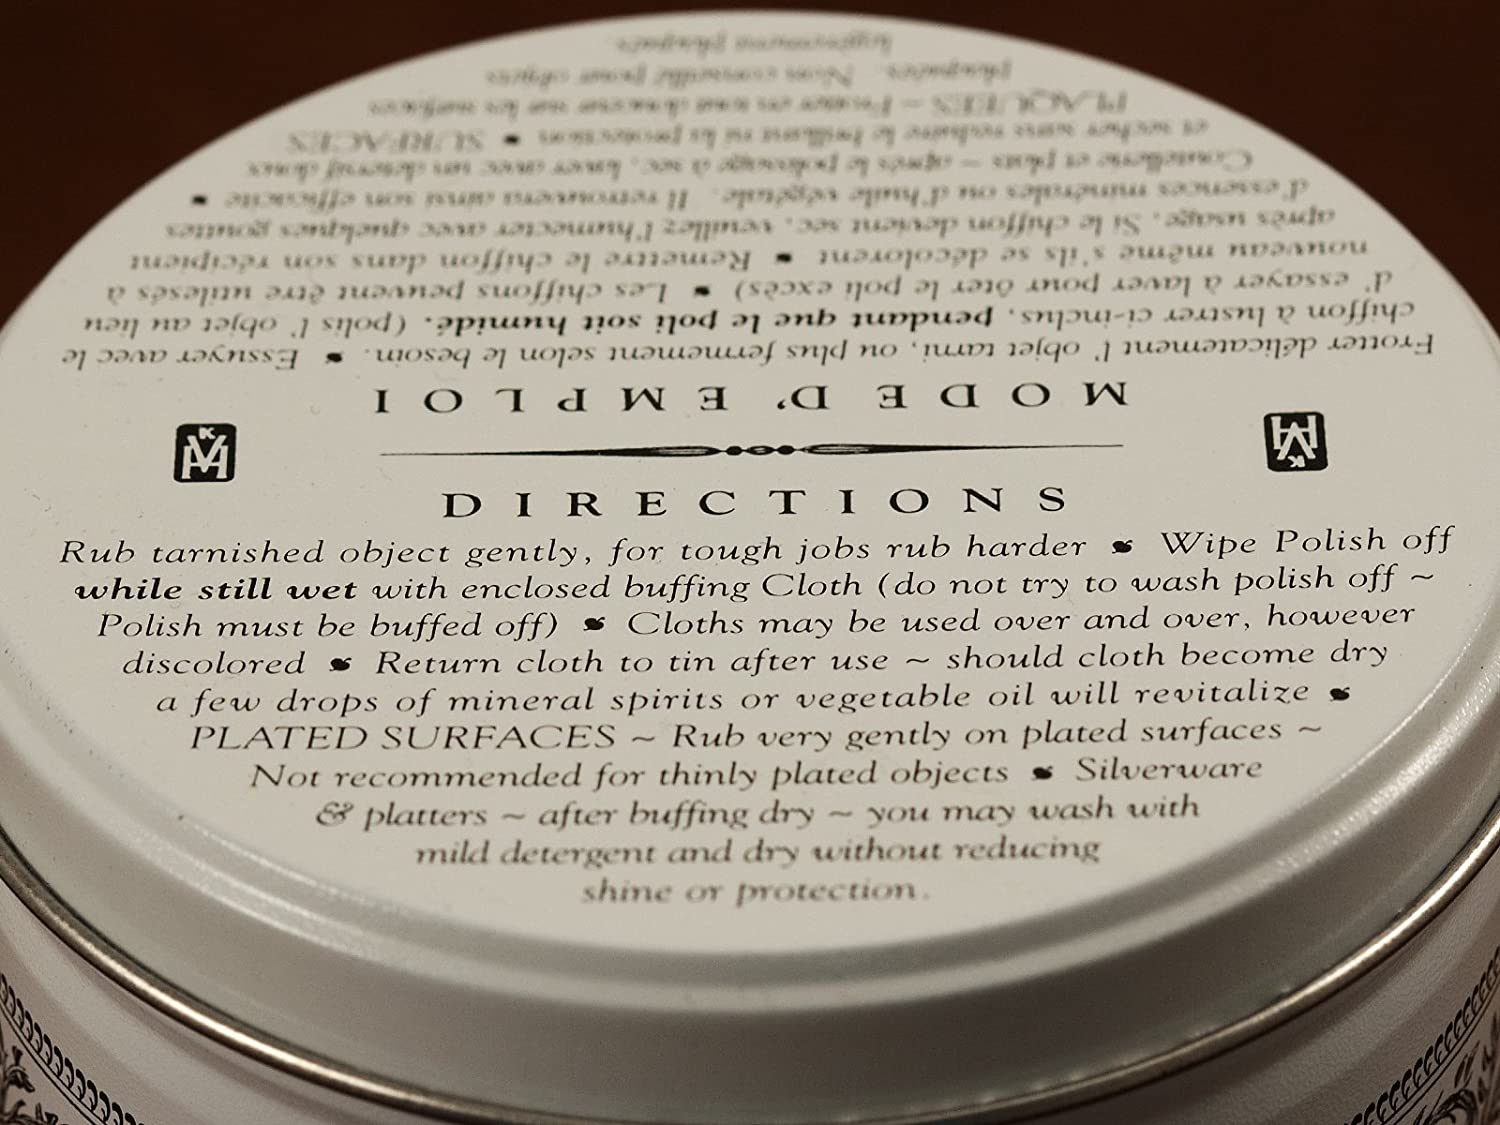 DIRECTIONS
Rub tarnished object gently, for tough jobs rub harder Wipe Polish off
while still wet with enclosed buffing Cloth (do not try to wash polish off ~
Polish must be buffed off) Cloths may be used over and over, however
discolored Return cloth to tin after use ~ should cloth become dry
a few drops of mineral spirits or vegetable oil will revitalize
PLATED SURFACES ~ Rub very gently on plated surfaces ~
Not recommended for thinly plated objects Silverware
& platters ~ after buffing dry ~ you may wash with
mild detergent and dry without reducing
shine or protection.
MODE D'EMPLOI
Frotter délicatement l' objet tarni, ou plus fermement selon le besoin. Essuyer avec le
chiffon à lustrer ci-inclus, pendant que le poli soit humide. (polis l' objet au lieu
d' essayer à laver pour ôter le poli excès) Les chiffons peuvent être utilesés à
nouveau même s'ils se décolorent Remettre le chiffon dans son récipient
après usage. Si le chiffon devient sec, veuillez l'humecter avec quelques gouttes
d'essences minérales ou d'huile végétale. Il retrouvera ainsi son efficacité
Coutellerie et plats ~ après le polissage à sec, laver avec un détersif doux
et sécher sans réduire le brillant ni la protection SURFACES
PLAQUÉES ~ Frotter en tout douceur sur les surfaces
plaquées. Non conseillé pour objets
légèrement plaqués.